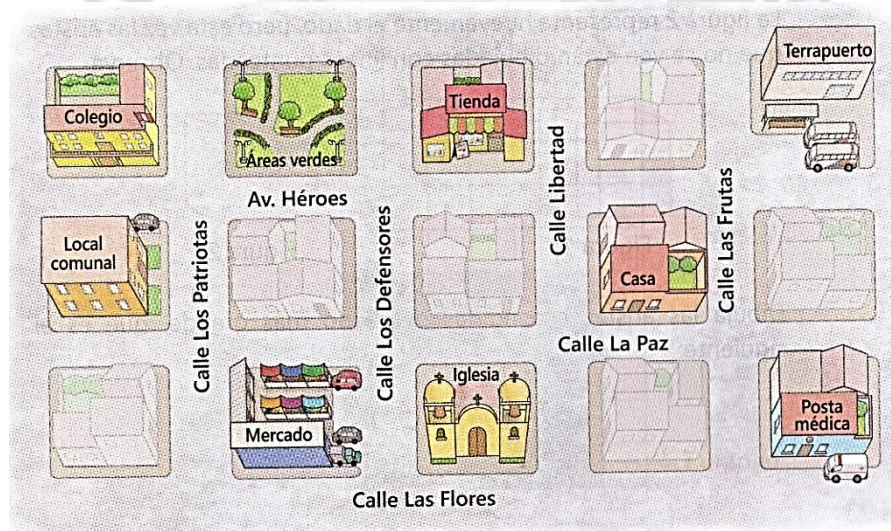 Terrapuerto
Colegio
Tienda
Áreas verdes
Av. Héroes
Calle Libertad
Calle Las Frutas
Calle Los Patriotas
Calle Los Defensores
Local
comunal
Casa
Calle La Paz
Iglesia
Mercado
Posta
médica
Calle Las Flores